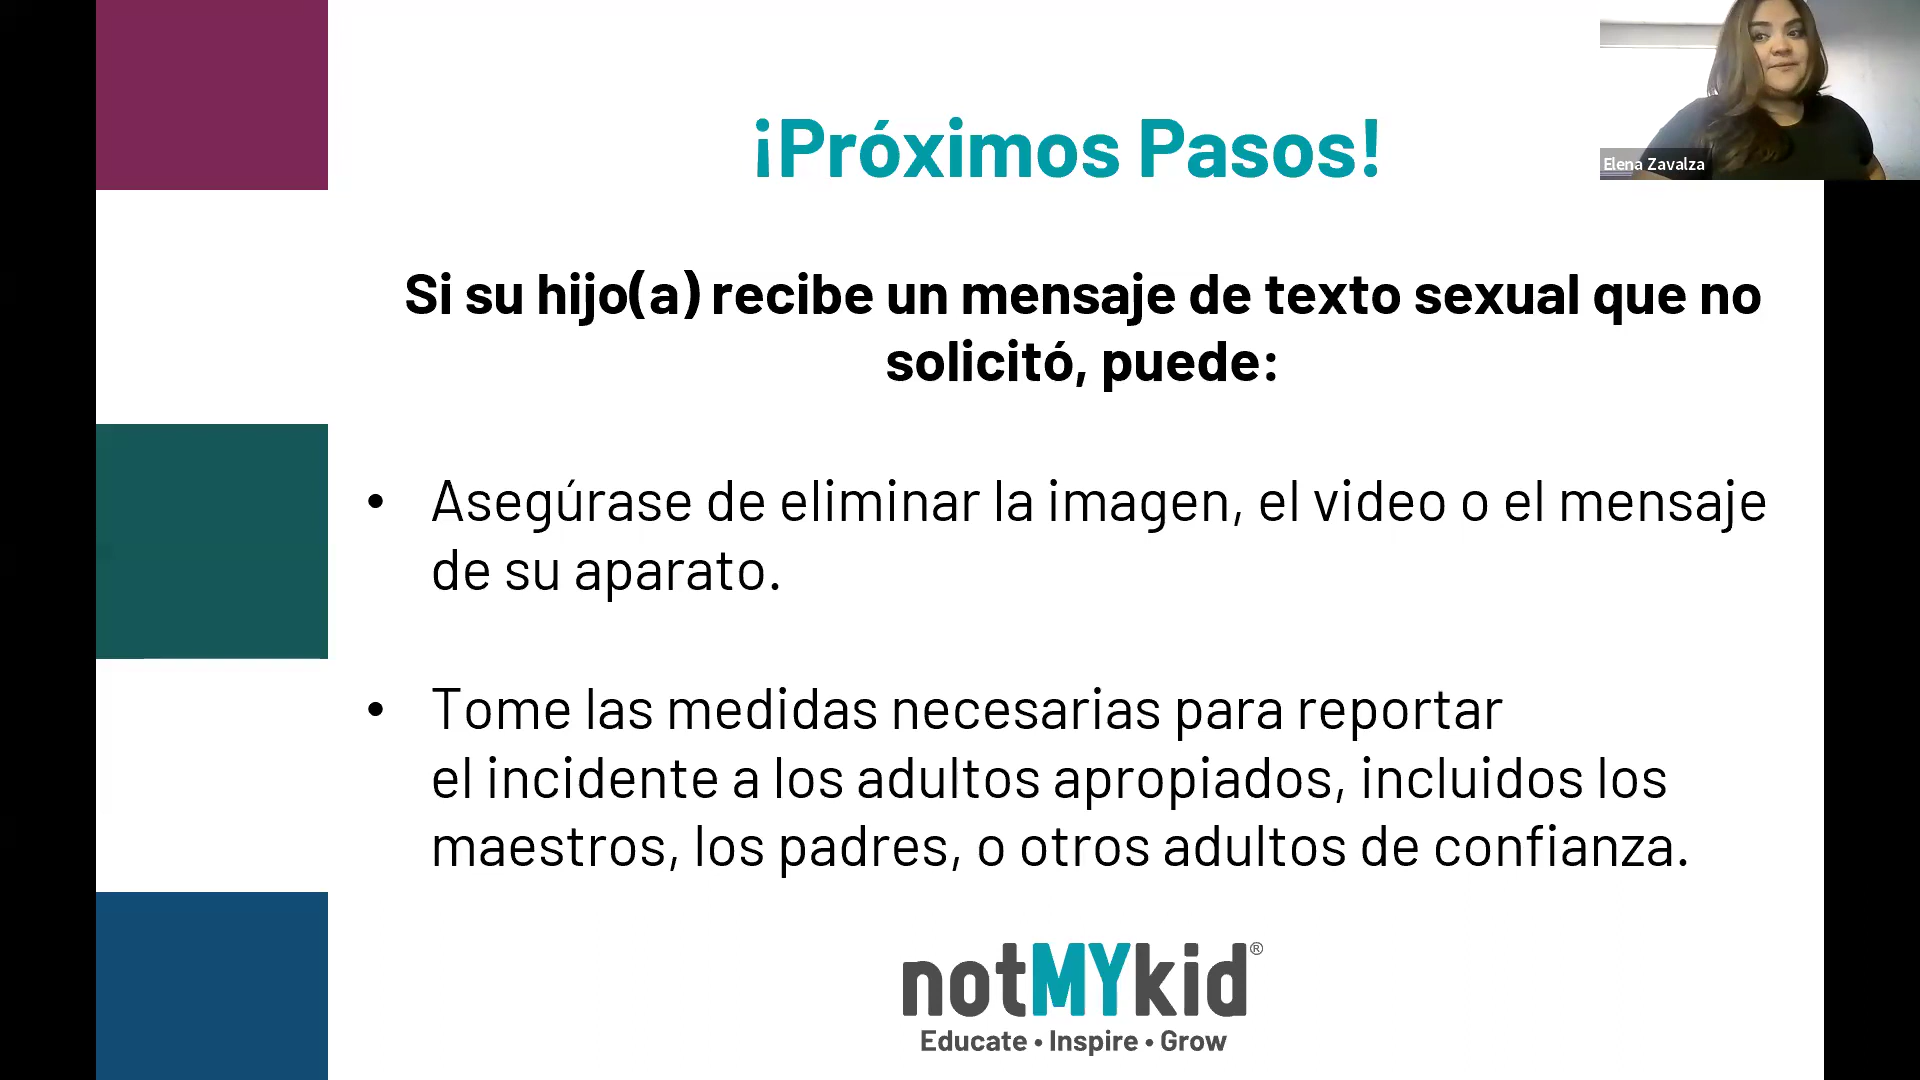 ¡Próximos Pasos!
Elena Zavalza
Si su hijo(a) recibe un mensaje de texto sexual que no
solicitó, puede:
• Asegúrase de eliminar la imagen, el video o el mensaje
de su aparato.
• Tome las medidas necesarias para reportar
el incidente a los adultos apropiados, incluidos los
maestros, los padres, o otros adultos de confianza.
notMYkid®
Educate • Inspire • Grow